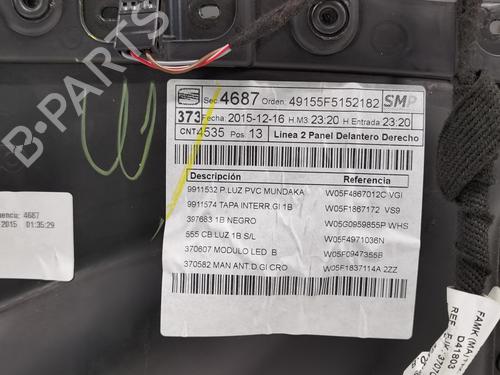 Sec 4687 Orden: 49155F5152182 SMP
373 Fecha: 2015-12-16 H.M3 23:20 H Entrada 23:20
CNT 4535 Pos 13 Línea 2 Panel Delantero Derecho
Descripción Referencia
9911532 P.LUZ PVC MUNDAKA W05F4867012C VGI
9911574 TAPA INTERR.GI 1B W05F1867172 VS9
397683 1B NEGRO W05G0959855P WHS
555 CB LUZ 1B S/L W05F4971036N
370607 MODULO LED B W05F0947355B
370582 MAN ANT.D.GI CRO W05F1837114A 2ZZ
uencia: 4687
2015 01:35:29
D41803
B-PARTS